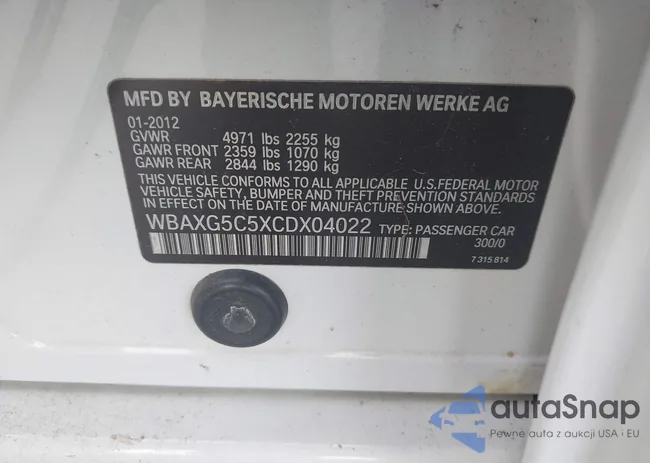 MFD BY BAYERISCHE MOTOREN WERKE AG
01-2012
GVWR 4971 lbs 2255 kg
GAWR FRONT 2359 lbs 1070 kg
GAWR REAR 2844 lbs 1290 kg
THIS VEHICLE CONFORMS TO ALL APPLICABLE U.S.FEDERAL MOTOR
VEHICLE SAFETY, BUMPER AND THEFT PREVENTION STANDARDS
IN EFFECT ON THE DATE OF MANUFACTURE SHOWN ABOVE.
WBAXG5C5XCDX04022 TYPE: PASSENGER CAR
300/0
7 315 814
autaSnap
Pewne auta z aukcji USA i EU